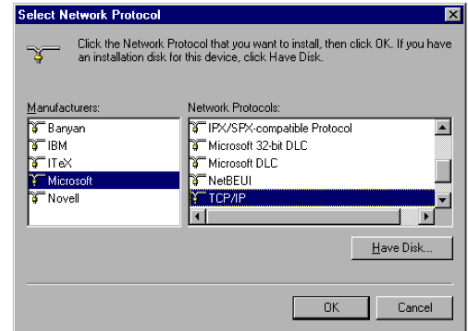 Select Network Protocol
Click the Network Protocol that you want to install, then click OK. If you have
an installation disk for this device, click Have Disk.
Manufacturers:
Banyan
IBM
ITeX
Microsoft
Novell
Network Protocols:
IPX/SPX-compatible Protocol
Microsoft 32-bit DLC
Microsoft DLC
NetBEUI
TCP/IP
Have Disk...
OK
Cancel